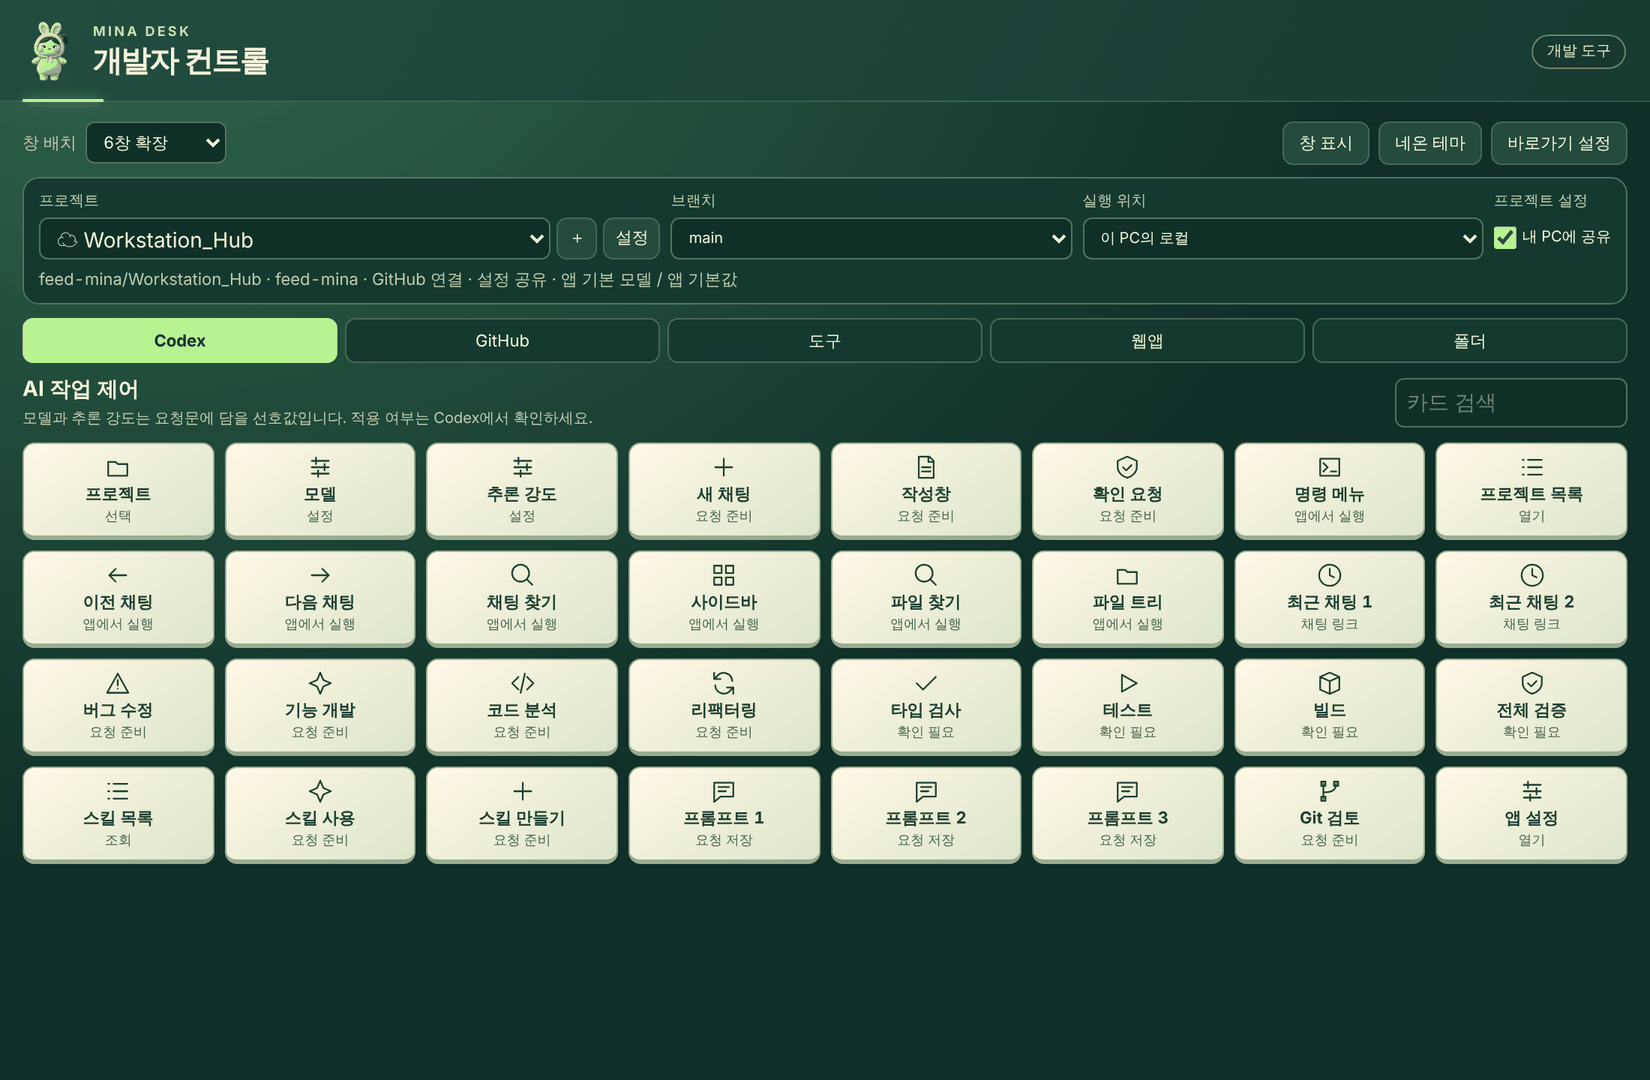 MINA DESK
개발자 컨트롤
개발 도구
창 배치
6창 확장
창 표시
네온 테마
바로가기 설정
프로젝트
브랜치
실행 위치
프로젝트 설정
Workstation_Hub
+
설정
main
이 PC의 로컬
내 PC에 공유
feed-mina/Workstation_Hub · feed-mina · GitHub 연결 · 설정 공유 · 앱 기본 모델 / 앱 기본값
Codex
GitHub
도구
웹앱
폴더
AI 작업 제어
모델과 추론 강도는 요청문에 담을 선호값입니다. 적용 여부는 Codex에서 확인하세요.
카드 검색
프로젝트
선택
모델
설정
추론 강도
설정
새 채팅
요청 준비
작성창
요청 준비
확인 요청
요청 준비
명령 메뉴
앱에서 실행
프로젝트 목록
열기
이전 채팅
앱에서 실행
다음 채팅
앱에서 실행
채팅 찾기
앱에서 실행
사이드바
앱에서 실행
파일 찾기
앱에서 실행
파일 트리
앱에서 실행
최근 채팅 1
채팅 링크
최근 채팅 2
채팅 링크
버그 수정
요청 준비
기능 개발
요청 준비
코드 분석
요청 준비
리팩터링
요청 준비
타입 검사
확인 필요
테스트
확인 필요
빌드
확인 필요
전체 검증
확인 필요
스킬 목록
조회
스킬 사용
요청 준비
스킬 만들기
요청 준비
프롬프트 1
요청 저장
프롬프트 2
요청 저장
프롬프트 3
요청 저장
Git 검토
요청 준비
앱 설정
열기